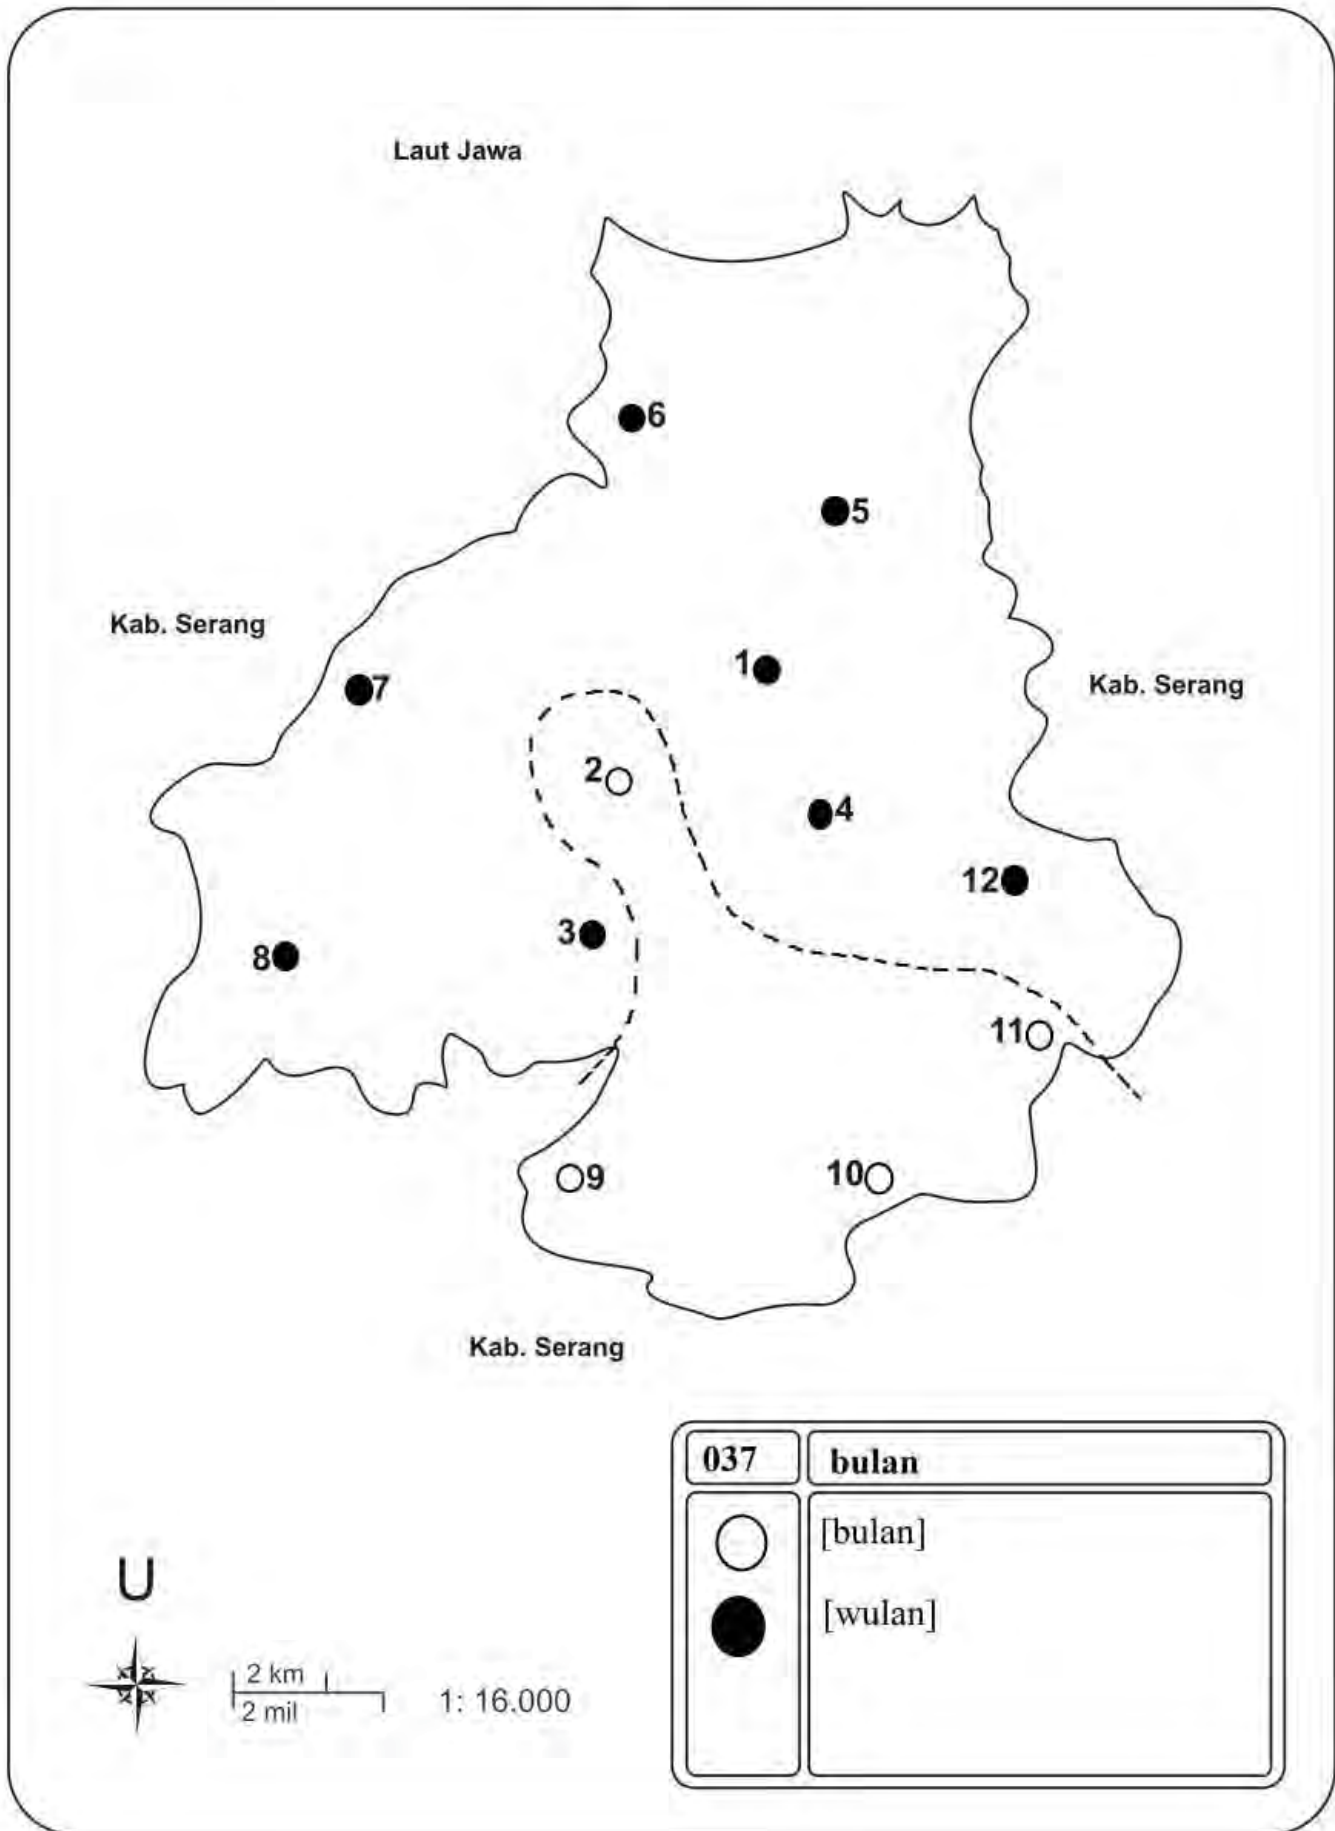 Laut Jawa
6
5
Kab. Serang
1
Kab. Serang
7
2
4
12
3
8
11
9
10
Kab. Serang
037 bulan
[bulan]
[wulan]
U
2 km
2 mil
1: 16.000